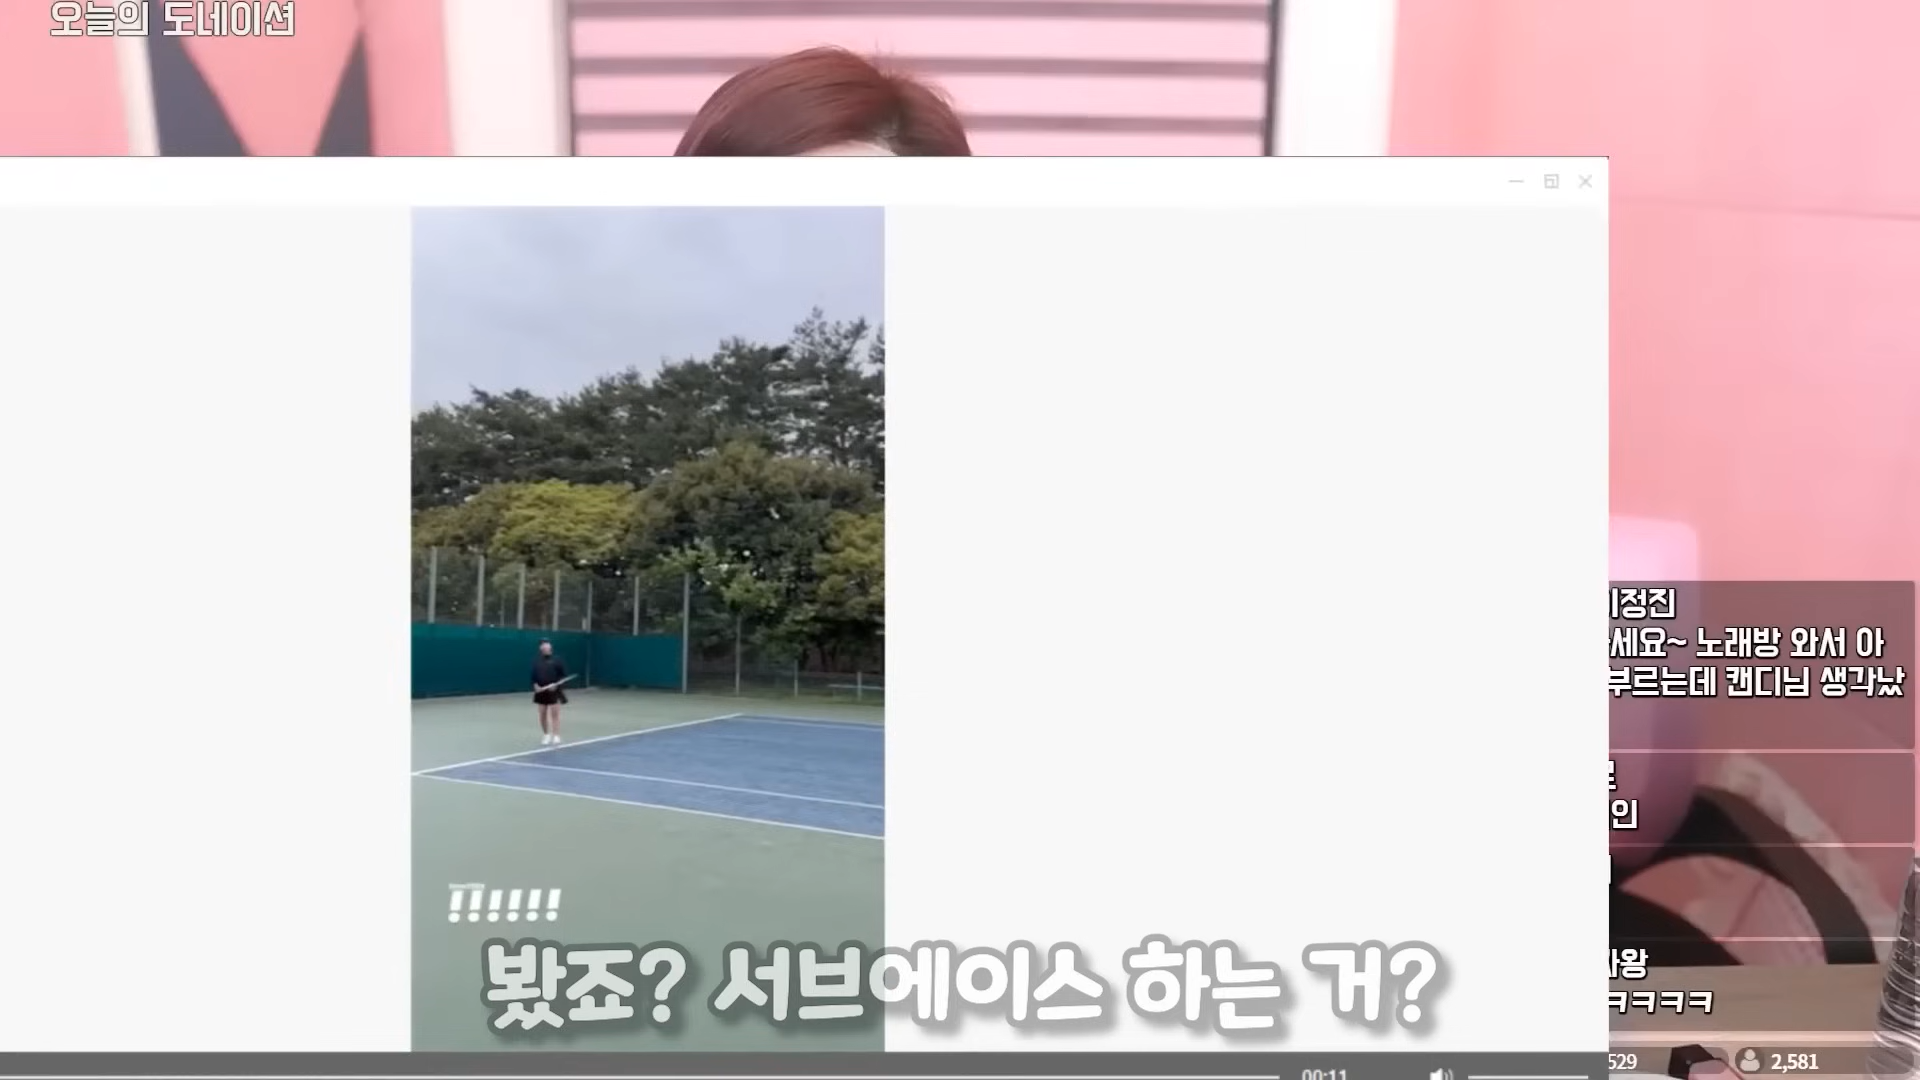 오늘의 도네이션
이정진
세요~ 노래방 와서 아
부르는데 캔디님 생각났
인
!!!!!!
봤죠? 서브에이스 하는 거?
왕
ㅋㅋㅋㅋ
00:11
529
2,581